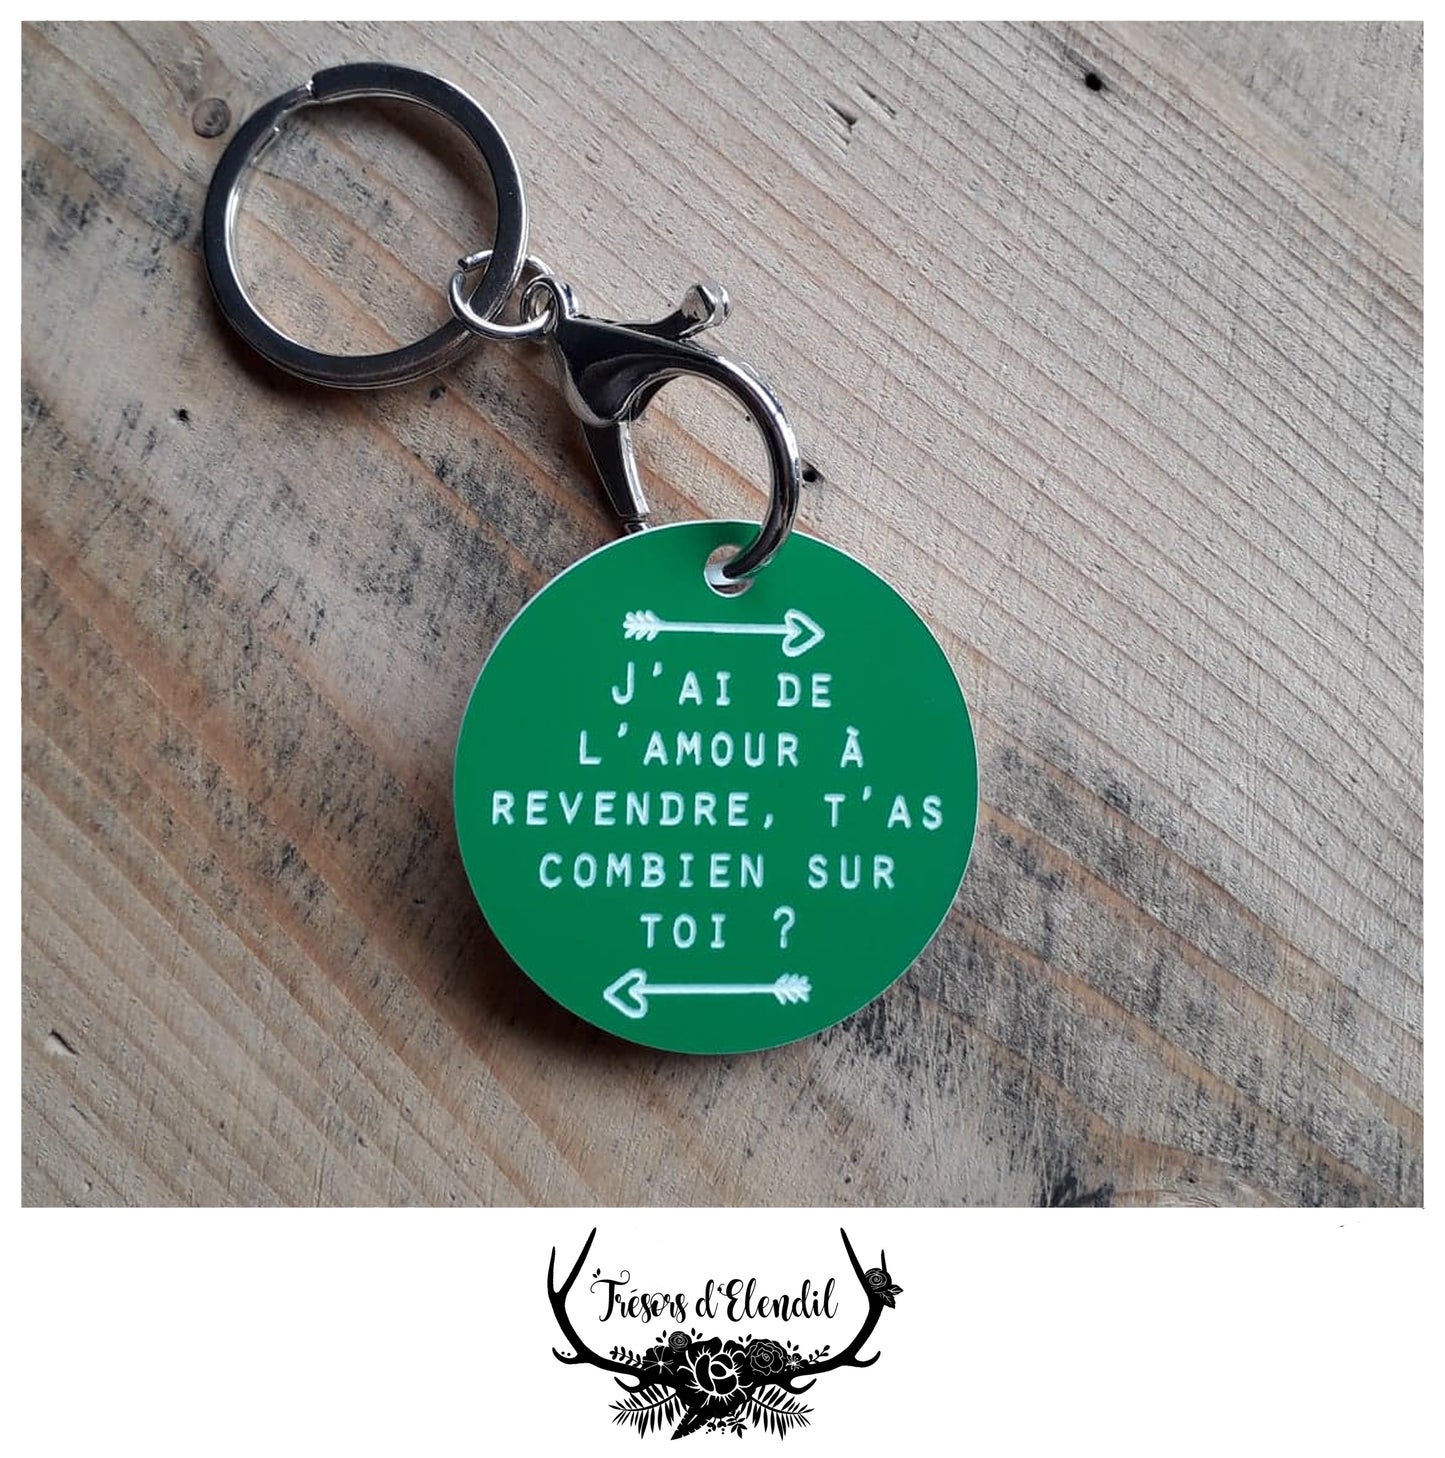 J'AI DE
L'AMOUR À
REVENDRE, T'AS
COMBIEN SUR
TOI ?
Trésors d'Elendil